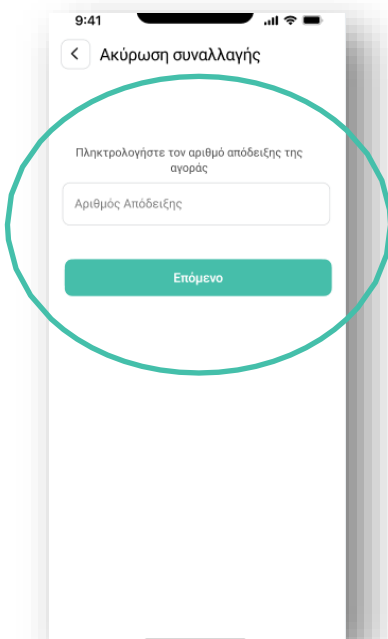 9:41
Ακύρωση συναλλαγής
Πληκτρολογήστε τον αριθμό απόδειξης της
αγοράς
Αριθμός Απόδειξης
Επόμενο